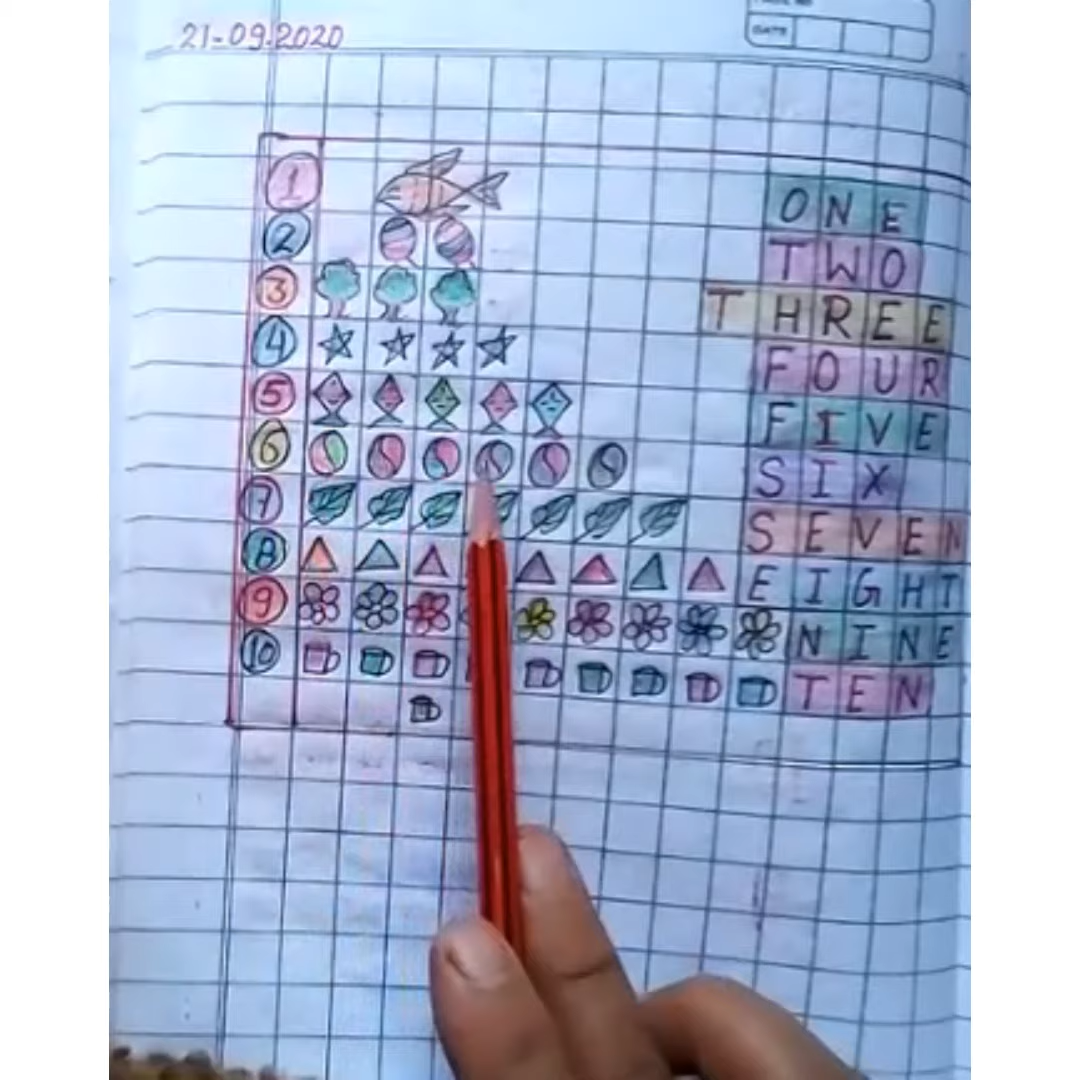 21-09-2020
DATE
1 ONE
2 TWO
3 THREE
4 FOUR
5 FIVE
6 SIX
7 SEVEN
8 EIGHT
9 NINE
10 TEN